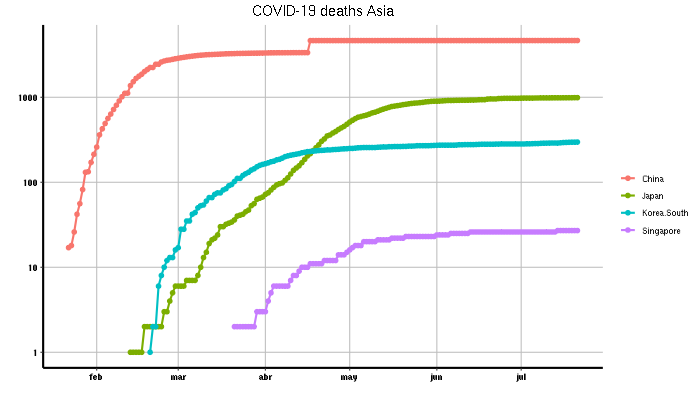 COVID-19 deaths Asia
1000
100
10
1
feb mar abr may jun jul
China
Japan
Korea.South
Singapore